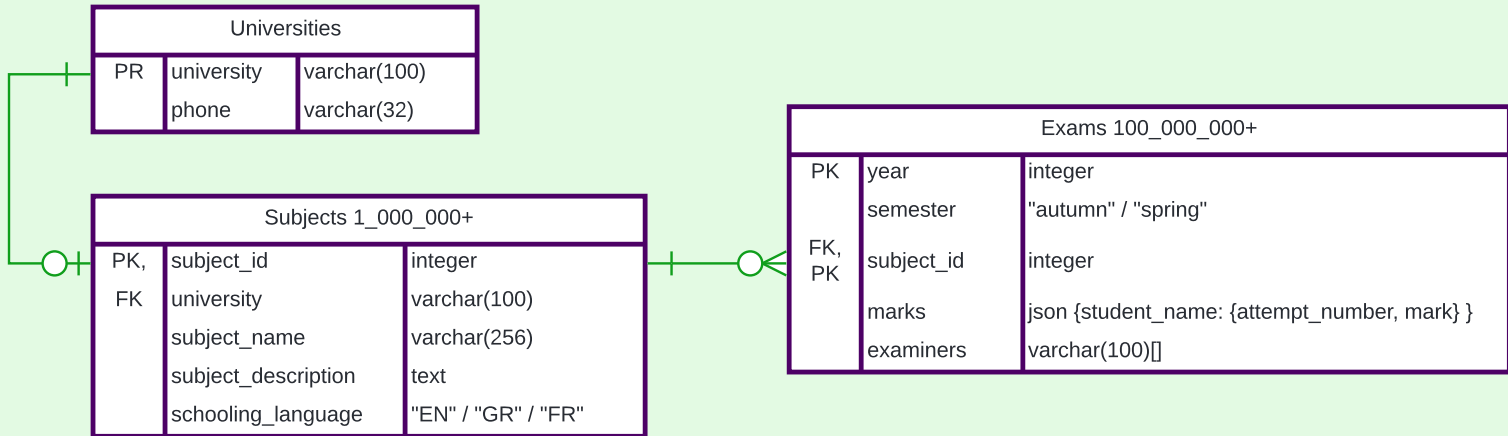 Universities
PR university varchar(100)
phone varchar(32)
Subjects 1_000_000+
PK, subject_id integer
FK university varchar(100)
subject_name varchar(256)
subject_description text
schooling_language "EN" / "GR" / "FR"
Exams 100_000_000+
PK year integer
semester "autumn" / "spring"
FK,
PK subject_id integer
marks json {student_name: {attempt_number, mark} }
examiners varchar(100)[]